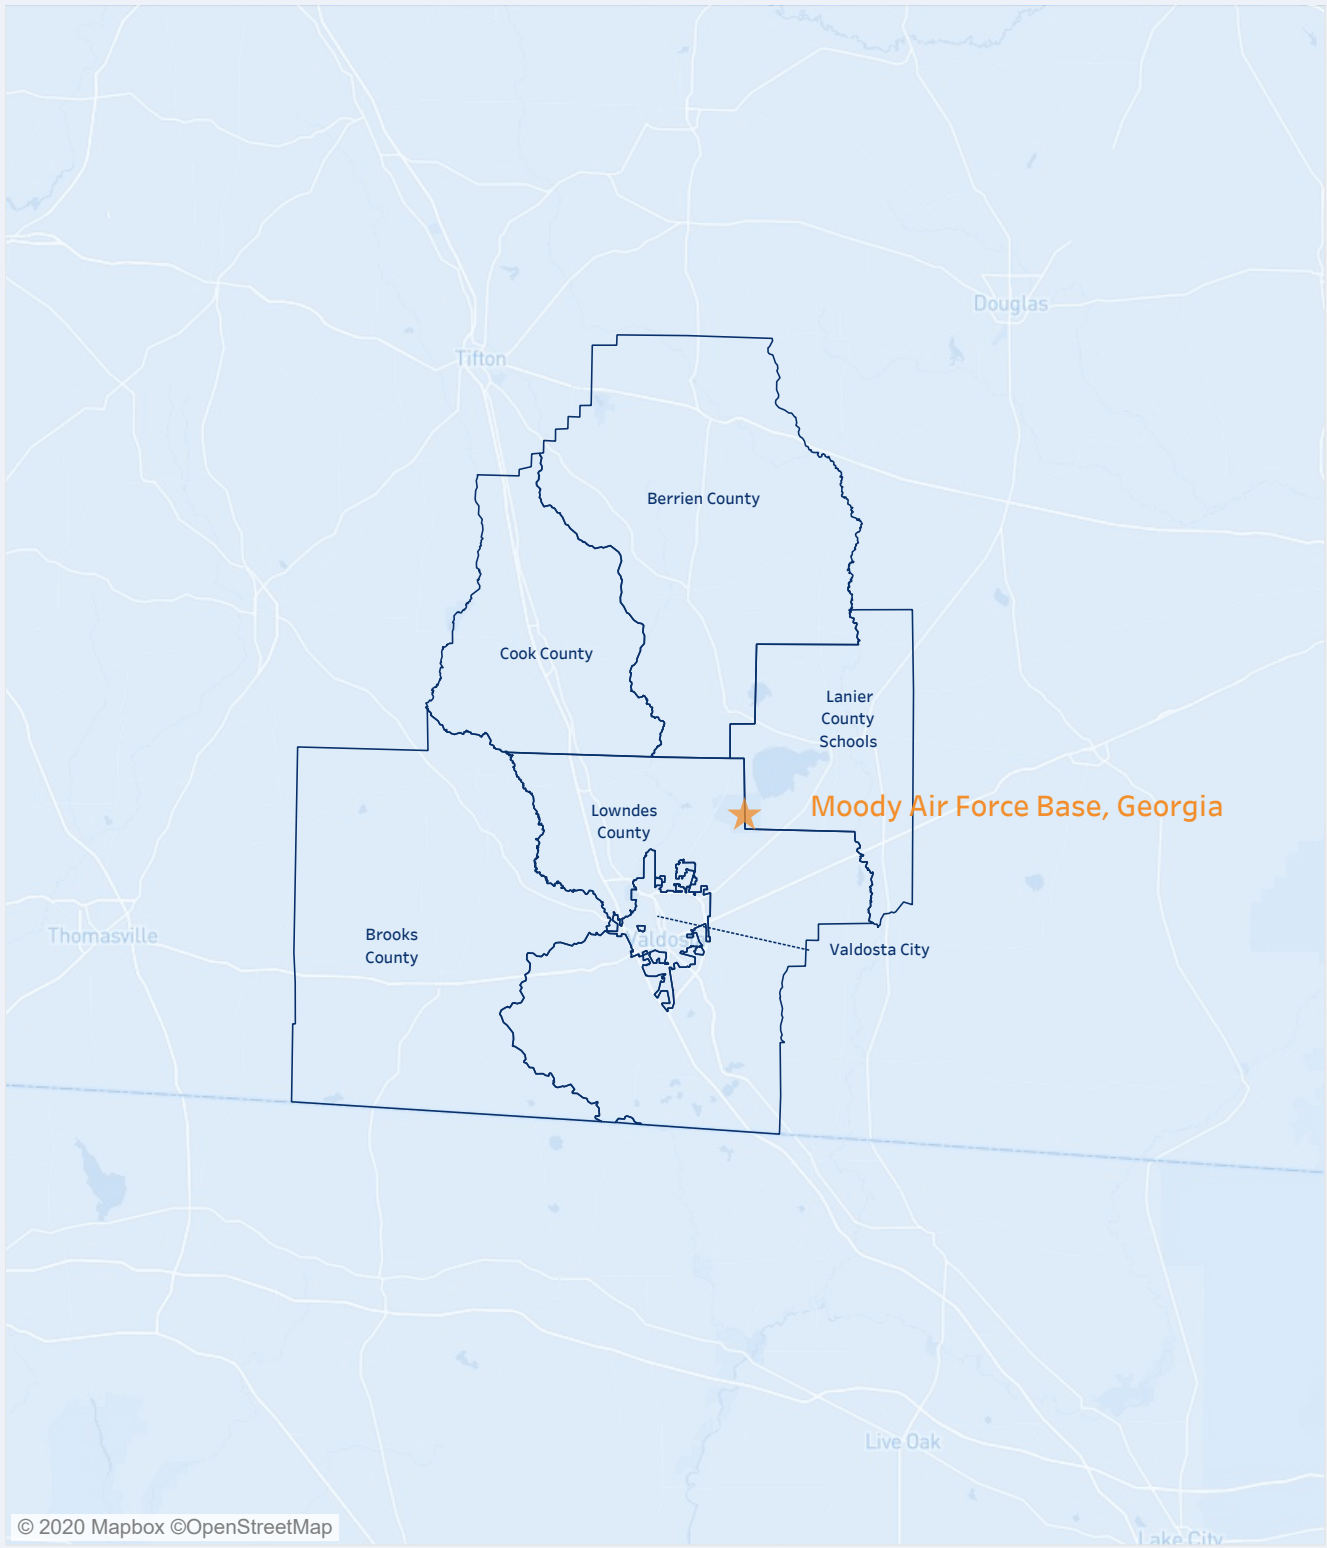 Douglas
Tifton
Berrien County
Cook County
Lanier
County
Schools
Moody Air Force Base, Georgia
Lowndes
County
Thomasville
Brooks
County
Valdosta
Valdosta City
Live Oak
Lake City
© 2020 Mapbox ©OpenStreetMap